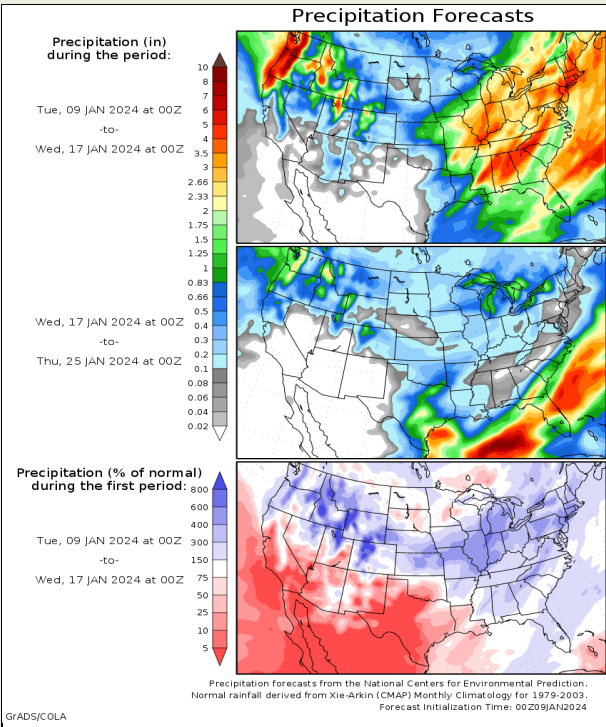 Precipitation Forecasts
Precipitation (in)
during the period:
Tue, 09 JAN 2024 at 00Z
-to-
Wed, 17 JAN 2024 at 00Z
10
8
7
6
5
4
3.5
3
2.66
2.33
2
1.75
1.5
1.25
1
0.83
0.66
0.5
0.4
0.3
0.2
0.1
0.08
0.06
0.04
0.02
Wed, 17 JAN 2024 at 00Z
-to-
Thu, 25 JAN 2024 at 00Z
Precipitation (% of normal)
during the first period:
Tue, 09 JAN 2024 at 00Z
-to-
Wed, 17 JAN 2024 at 00Z
800
600
400
300
150
75
50
25
10
5
Precipitation forecasts from the National Centers for Environmental Prediction.
Normal rainfall derived from Xie-Arkin (CMAP) Monthly Climatology for 1979-2003.
Forecast Initialization Time: 00Z09JAN2024
GrADS/COLA